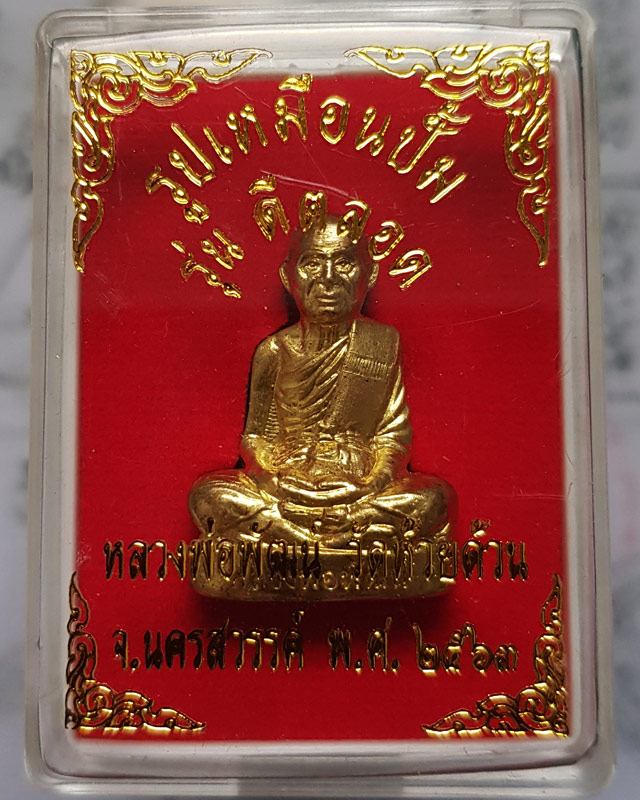 รูปเหมือนปั๊ม
รุ่น ดีตลอด
หลวงพ่อพัฒน์ วัดห้วยด้วน
จ.นครสวรรค์ พ.ศ. ๒๕๖๓